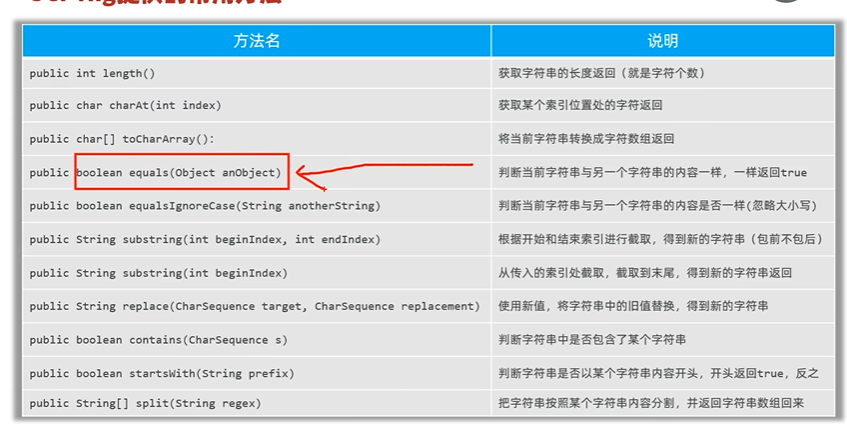 String提供的常用方法
方法名 说明
public int length() 获取字符串的长度返回（就是字符个数）
public char charAt(int index) 获取某个索引位置处的字符返回
public char[] toCharArray(): 将当前字符串转换成字符数组返回
public boolean equals(Object anObject) 判断当前字符串与另一个字符串的内容一样，一样返回true
public boolean equalsIgnoreCase(String anotherString) 判断当前字符串与另一个字符串的内容是否一样(忽略大小写)
public String substring(int beginIndex, int endIndex) 根据开始和结束索引进行截取，得到新的字符串（包前不包后）
public String substring(int beginIndex) 从传入的索引处截取，截取到末尾，得到新的字符串返回
public String replace(CharSequence target, CharSequence replacement) 使用新值，将字符串中的旧值替换，得到新的字符串
public boolean contains(CharSequence s) 判断字符串中是否包含了某个字符串
public boolean startsWith(String prefix) 判断字符串是否以某个字符串内容开头，开头返回true，反之
public String[] split(String regex) 把字符串按照某个字符串内容分割，并返回字符串数组回来